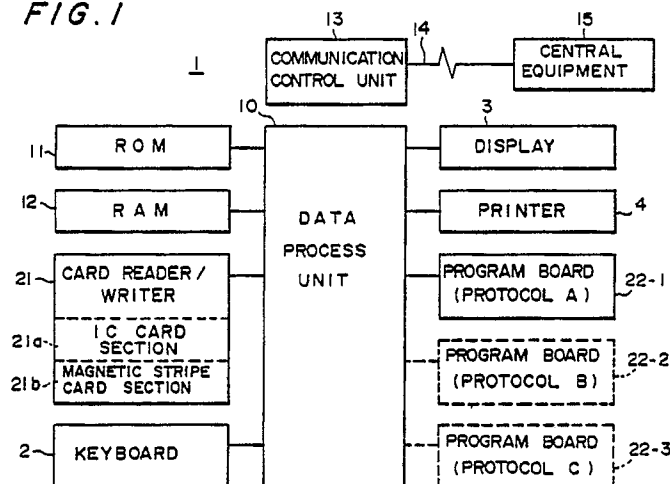 FIG. 1
13
15
1
COMMUNICATION
CONTROL UNIT
14
CENTRAL
EQUIPMENT
10
3
11
ROM
DISPLAY
12
RAM
PRINTER
4
DATA
PROCESS
UNIT
21
CARD READER/
WRITER
PROGRAM BOARD
(PROTOCOL A)
22-1
21a
IC CARD
SECTION
21b
MAGNETIC STRIPE
CARD SECTION
PROGRAM BOARD
(PROTOCOL B)
22-2
2
KEYBOARD
PROGRAM BOARD
(PROTOCOL C)
22-3